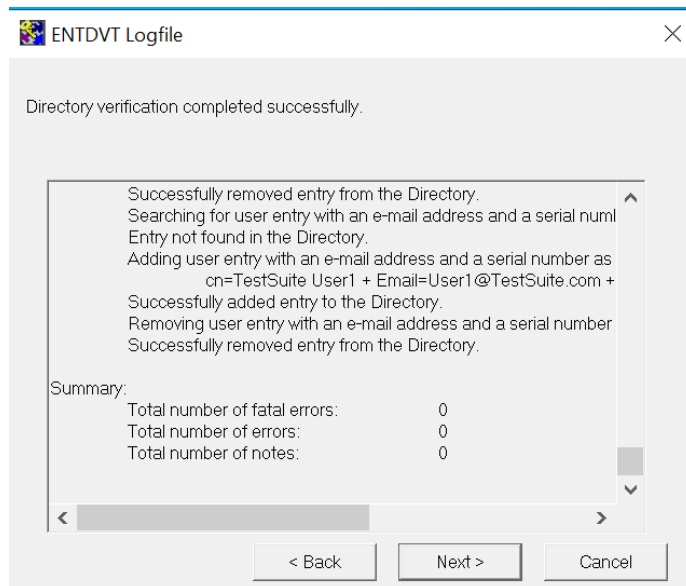 ENTDVT Logfile
Directory verification completed successfully.
Successfully removed entry from the Directory.
Searching for user entry with an e-mail address and a serial
Entry not found in the Directory.
Adding user entry with an e-mail address and a serial number as
cn=TestSuite User1 + Email=User1@TestSuite.com +
Successfully added entry to the Directory.
Removing user entry with an e-mail address and a serial number
Successfully removed entry from the Directory.
Summary:
Total number of fatal errors: 0
Total number of errors: 0
Total number of notes: 0
< Back
Next >
Cancel